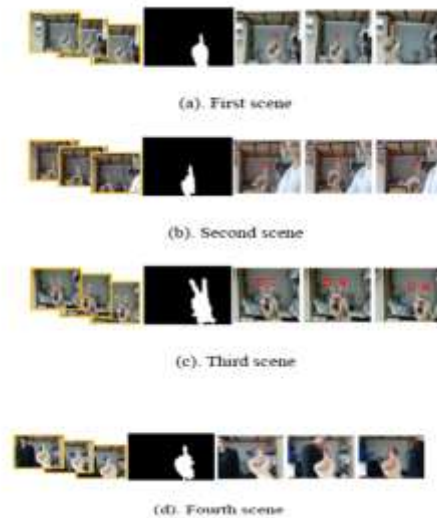 (a). First scene
(b). Second scene
(c). Third scene
(d). Fourth scene